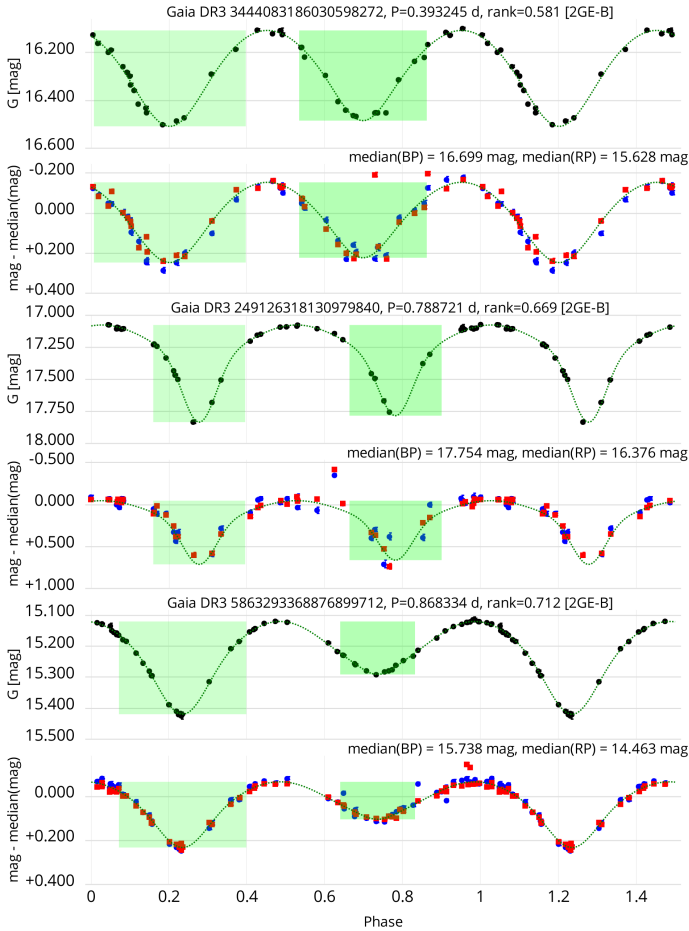 Gaia DR3 3444083186030598272, P=0.393245 d, rank=0.581 [2GE-B]
16.200
16.400
16.600
G [mag]
median(BP) = 16.699 mag, median(RP) = 15.628 mag
-0.200
0.000
+0.200
+0.400
mag - median(mag)
Gaia DR3 249126318130979840, P=0.788721 d, rank=0.669 [2GE-B]
17.000
17.250
17.500
17.750
18.000
G [mag]
median(BP) = 17.754 mag, median(RP) = 16.376 mag
-0.500
0.000
+0.500
+1.000
mag - median(mag)
Gaia DR3 5863293368876899712, P=0.868334 d, rank=0.712 [2GE-B]
15.100
15.200
15.300
15.400
15.500
G [mag]
median(BP) = 15.738 mag, median(RP) = 14.463 mag
0.000
+0.200
+0.400
mag - median(mag)
0 0.2 0.4 0.6 0.8 1 1.2 1.4
Phase